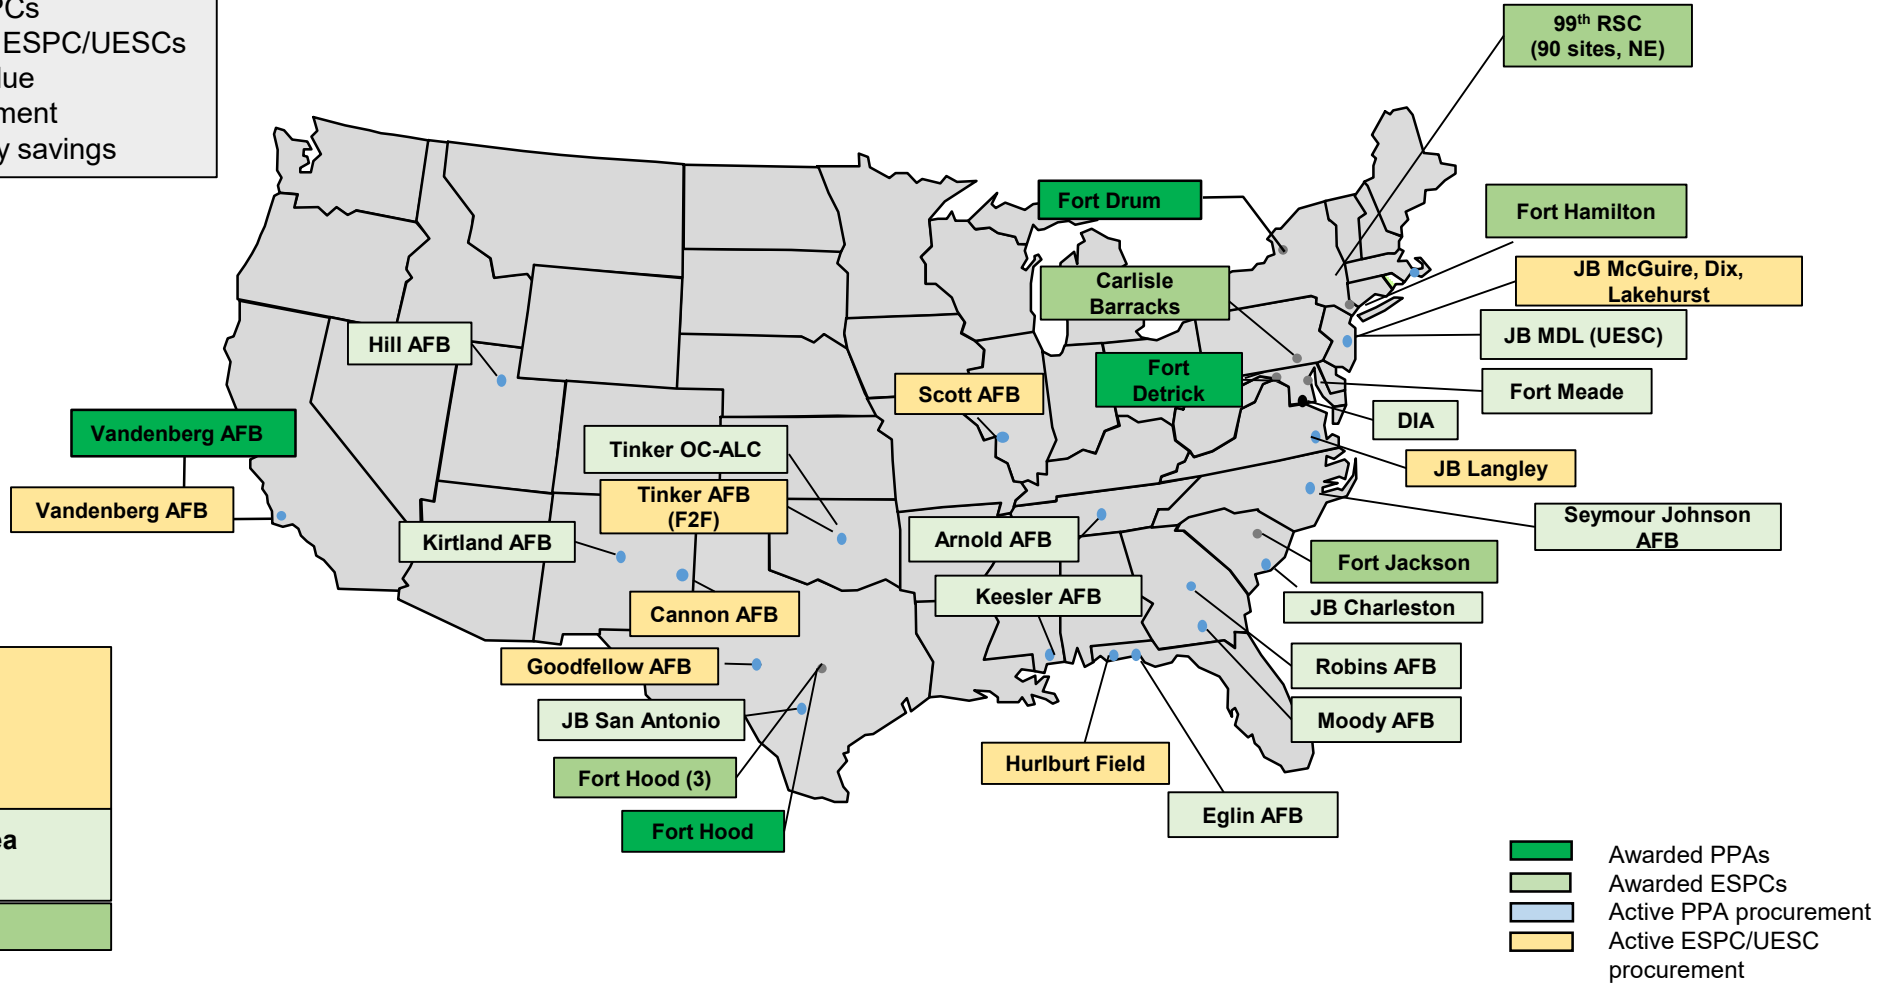 ESPC/UESCs
savings
99th RSC
(90 sites, NE)
Fort Drum
Fort Hamilton
Carlisle
Barracks
JB McGuire, Dix,
Lakehurst
JB MDL (UESC)
Hill AFB
Fort
Detrick
Scott AFB
Fort Meade
DIA
Vandenberg AFB
Tinker OC-ALC
JB Langley
Vandenberg AFB
Tinker AFB
(F2F)
Seymour Johnson
AFB
Kirtland AFB
Arnold AFB
Fort Jackson
Keesler AFB
JB Charleston
Cannon AFB
Goodfellow AFB
Robins AFB
JB San Antonio
Moody AFB
Hurlburt Field
Fort Hood (3)
Eglin AFB
Fort Hood
Awarded PPAs
Awarded ESPCs
Active PPA procurement
Active ESPC/UESC
procurement